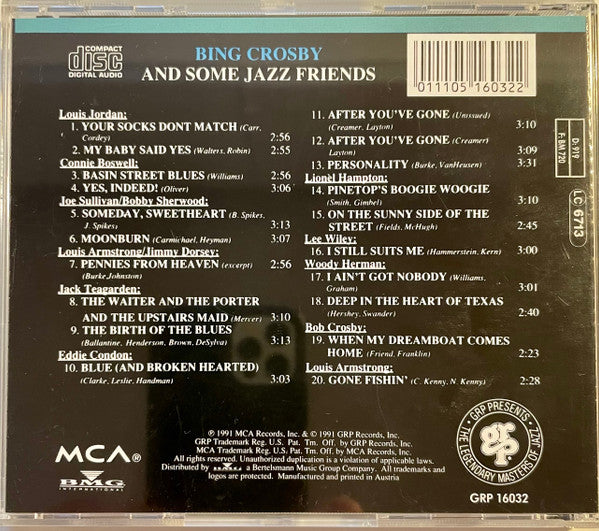 COMPACT
disc
DIGITAL AUDIO
BING CROSBY
AND SOME JAZZ FRIENDS
011105 160322
D: 919
F: BM 720
LC 6713
Louis Jordan:
1. YOUR SOCKS DONT MATCH (Carr, Cordey) 2:56
2. MY BABY SAID YES (Walters, Robin) 2:55
Connie Boswell:
3. BASIN STREET BLUES (Williams) 2:56
4. YES, INDEED! (Oliver) 3:06
Joe Sullivan/Bobby Sherwood:
5. SOMEDAY, SWEETHEART (B. Spikes,
J. Spikes) 3:13
6. MOONBURN (Carmichael, Heyman) 3:07
Louis Armstrong/Jimmy Dorsey:
7. PENNIES FROM HEAVEN (excerpt) 2:56
(Burke,Johnston)
Jack Teagarden:
8. THE WAITER AND THE PORTER
AND THE UPSTAIRS MAID (Mercer) 3:10
9. THE BIRTH OF THE BLUES 3:13
(Ballantine, Henderson, Brown, DeSylva)
Eddie Condon:
10. BLUE (AND BROKEN HEARTED)
(Clarke, Leslie, Handman) 3:03
11. AFTER YOU'VE GONE (Unissued)
(Creamer, Layton) 3:10
12. AFTER YOU'VE GONE (Creamer,
Layton) 3:09
13. PERSONALITY (Burke, VanHeusen) 3:31
Lionel Hampton:
14. PINETOP'S BOOGIE WOOGIE
(Smith, Gimbel) 3:10
15. ON THE SUNNY SIDE OF THE
STREET (Fields, McHugh) 2:45
Lee Wiley:
16. I STILL SUITS ME (Hammerstein, Kern) 3:00
Woody Herman:
17. I AIN'T GOT NOBODY (Williams,
Graham) 3:01
18. DEEP IN THE HEART OF TEXAS
(Hershey, Swander) 2:40
Bob Crosby:
19. WHEN MY DREAMBOAT COMES
HOME (Friend, Franklin) 2:23
Louis Armstrong:
20. GONE FISHIN' (C. Kenny, N. Kenny) 2:28
MCA®
BMG
INTERNATIONAL
℗ 1991 MCA Records, Inc. & © 1991 GRP Records, Inc.
GRP Trademark Reg. U.S. Pat. Tm. Off. by GRP Records, Inc.
MCA Trademark Reg. U.S. Pat. Tm. Off. by MCA Records, Inc.
All rights reserved. Unauthorized duplication is a violation of applicable laws.
Distributed by BMG a Bertelsmann Music Group Company. All trademarks and
logos are protected. Manufactured and printed in Austria
GRP PRESENTS
THE LEGENDARY MASTERS OF JAZZ
GRP
GRP 16032